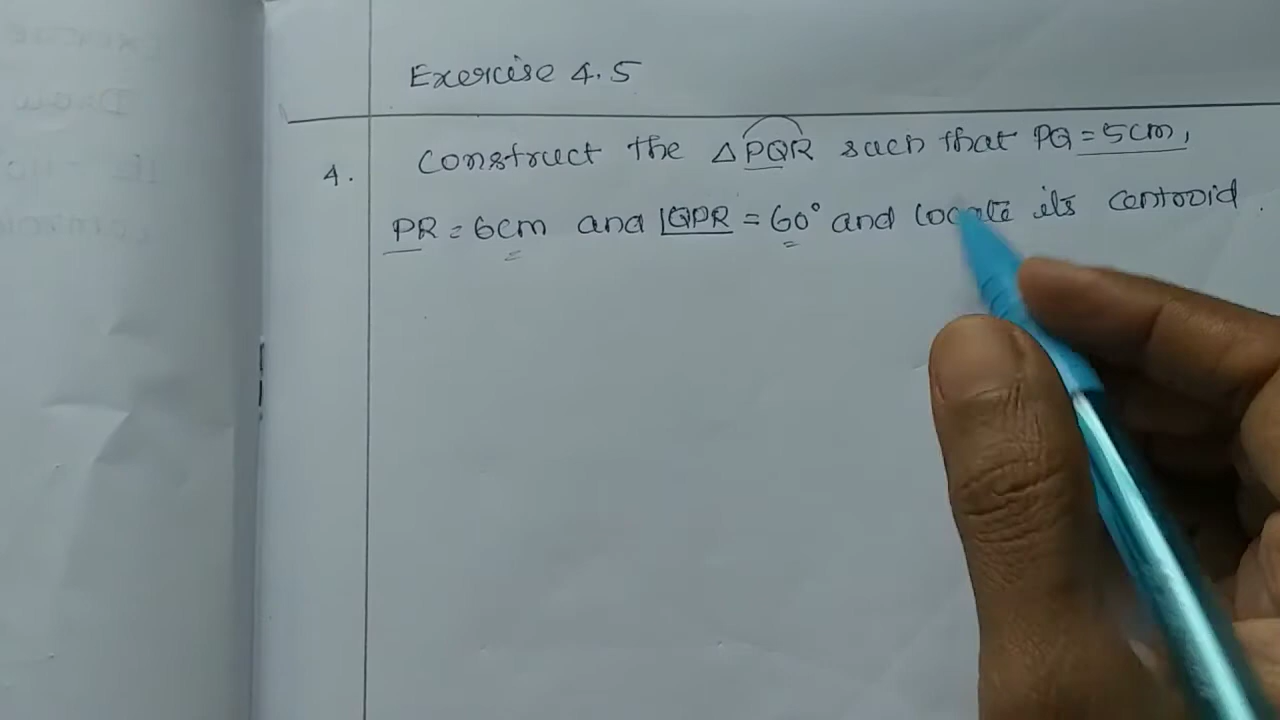 Exercise 4.5
4. Construct the △PQR such that PQ = 5cm,
PR = 6cm and ∠QPR = 60° and locate its centroid.